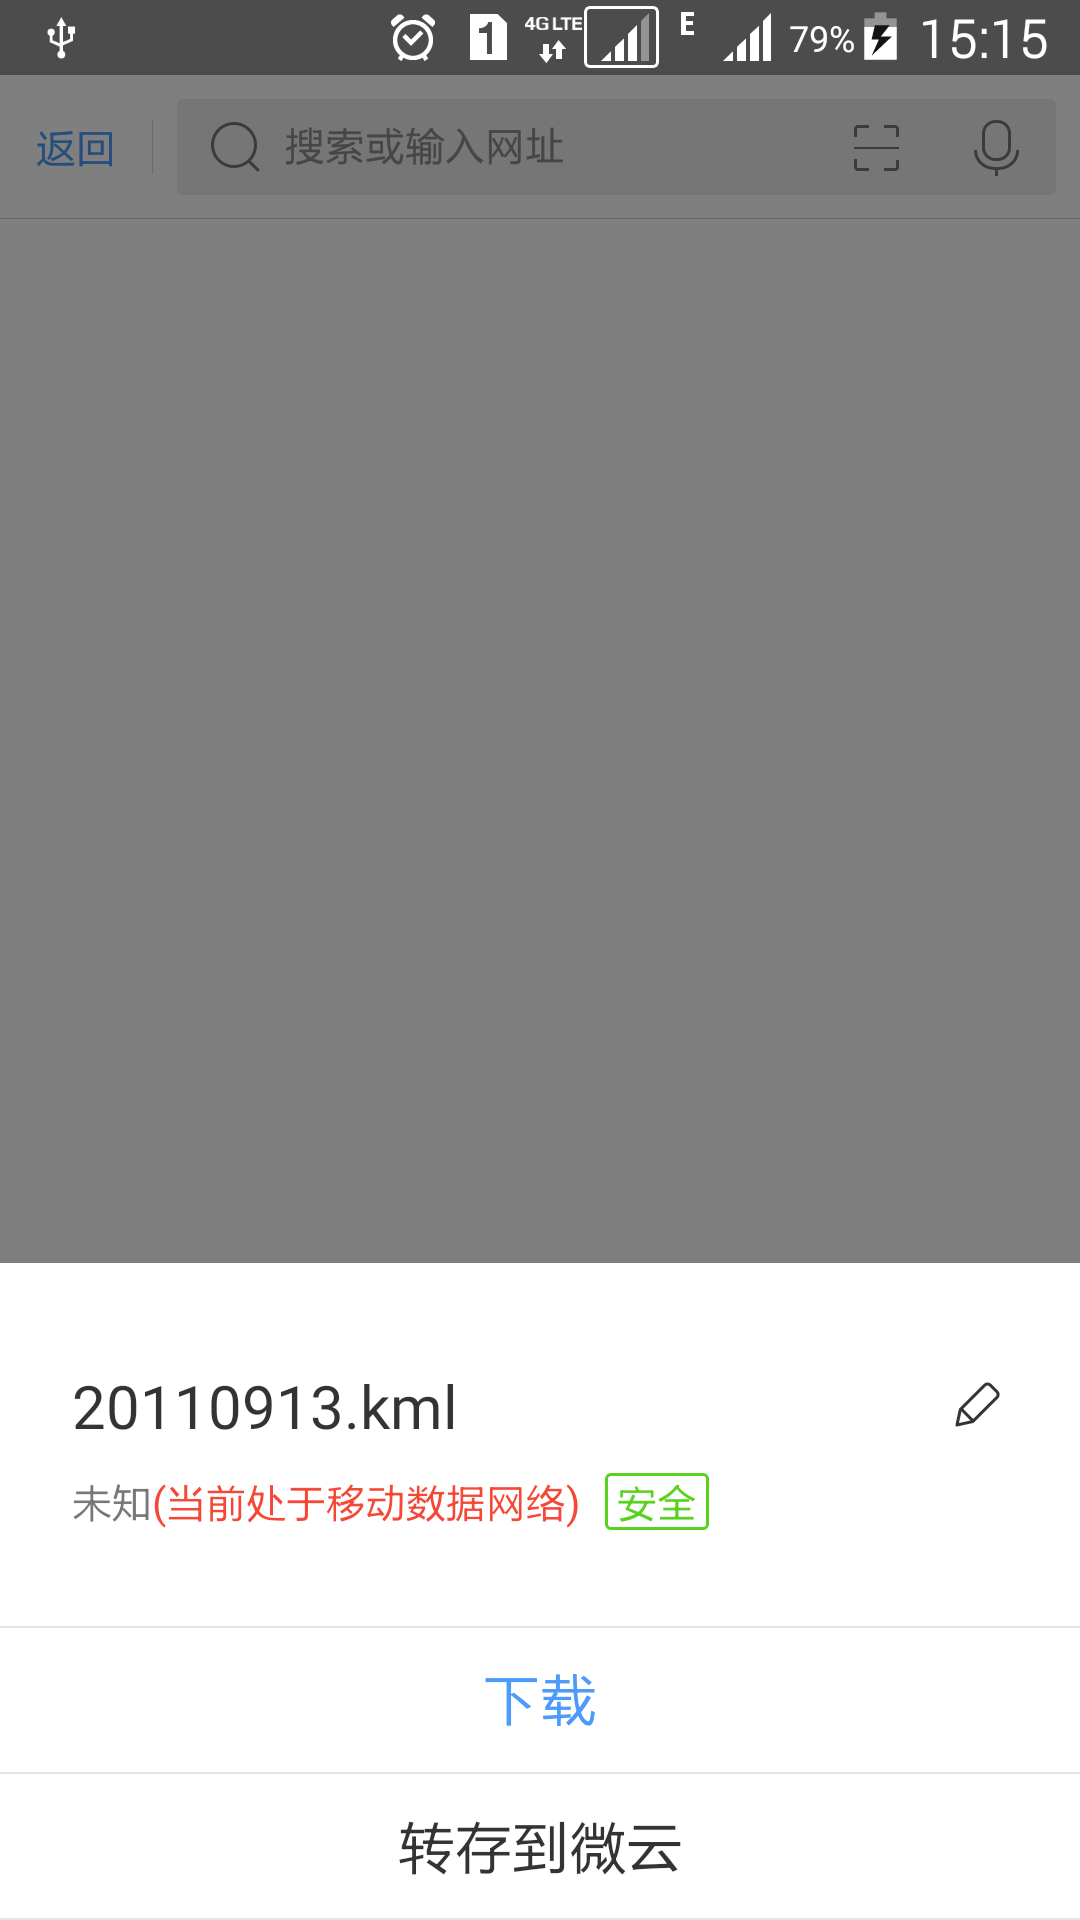 1 4G LTE E 79% 15:15
返回 搜索或输入网址
20110913.kml
未知(当前处于移动数据网络) 安全
下载
转存到微云